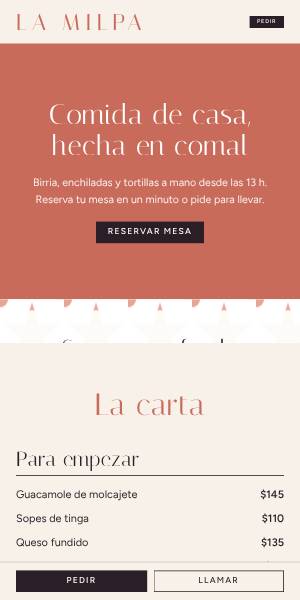 LA MILPA
PEDIR
Comida de casa,
hecha en comal
Birria, enchiladas y tortillas a mano desde las 13 h.
Reserva tu mesa en un minuto o pide para llevar.
RESERVAR MESA
La carta
Para empezar
Guacamole de molcajete $145
Sopes de tinga $110
Queso fundido $135
PEDIR
LLAMAR